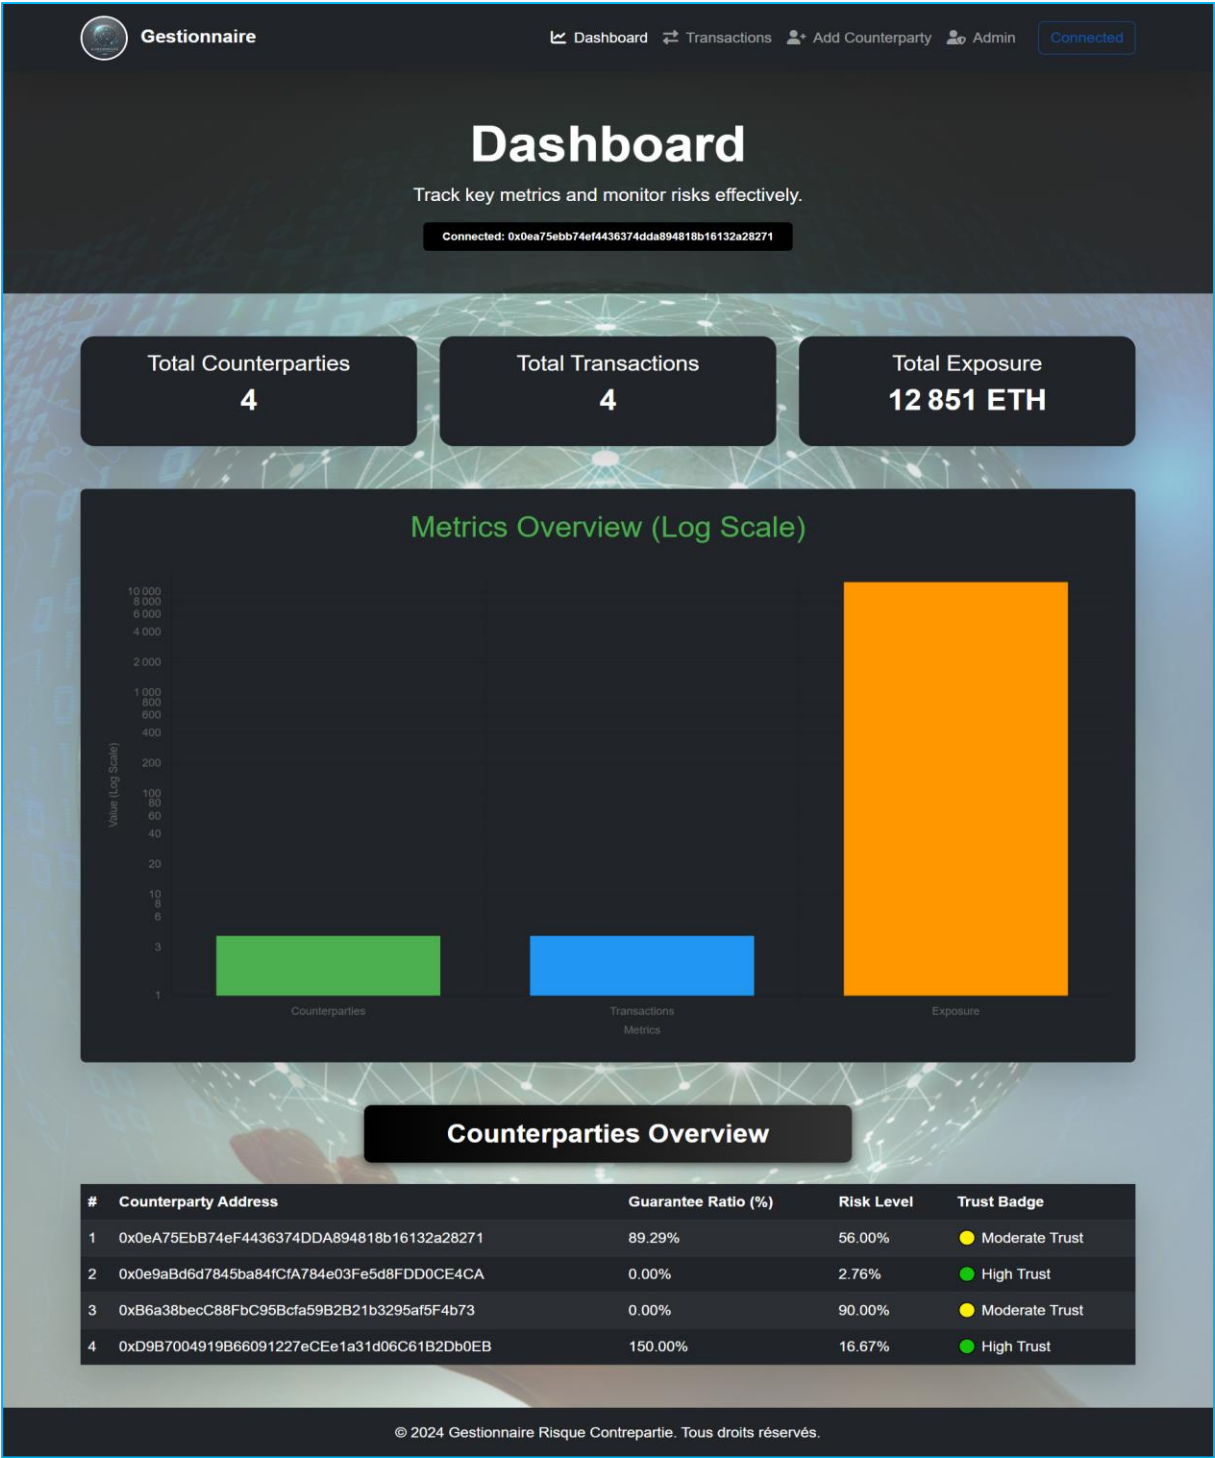 Gestionnaire Dashboard Transactions Add Counterparty Admin Connected
Dashboard
Track key metrics and monitor risks effectively.
Connected: 0x0ea75ebb74ef4436374dda894818b16132a28271
Total Counterparties
4
Total Transactions
4
Total Exposure
12 851 ETH
Metrics Overview (Log Scale)
Value (Log Scale)
10 000
8 000
6 000
4 000
2 000
1 000
800
600
400
200
100
80
60
40
20
10
8
6
3
1
Counterparties Transactions Exposure
Metrics
Counterparties Overview
# Counterparty Address Guarantee Ratio (%) Risk Level Trust Badge
1 0x0eA75EbB74eF4436374DDA894818b16132a28271 89.29% 56.00% Moderate Trust
2 0x0e9aBd6d7845ba84fCfA784e03Fe5d8FDD0CE4CA 0.00% 2.76% High Trust
3 0xB6a38becC88FbC95Bcfa59B2B21b3295af5F4b73 0.00% 90.00% Moderate Trust
4 0xD9B7004919B66091227eCEe1a31d06C61B2Db0EB 150.00% 16.67% High Trust
© 2024 Gestionnaire Risque Contrepartie. Tous droits réservés.